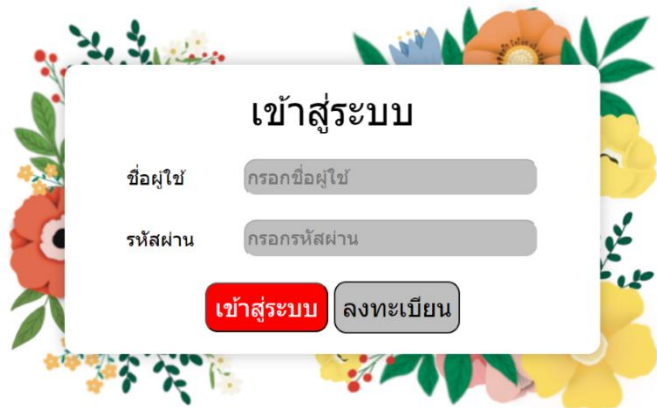 เข้าสู่ระบบ
ชื่อผู่ใช้ กรอกชื่อผู่ใช้
รหัสผ่าน กรอกรหัสผ่าน
เข้าสู่ระบบ ลงทะเบียน